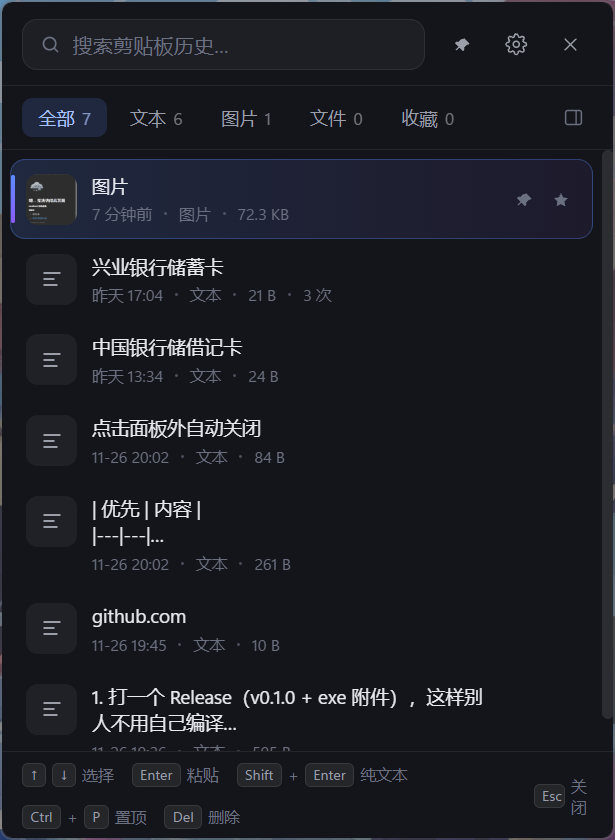 搜索剪贴板历史...
全部 7 文本 6 图片 1 文件 0 收藏 0
图片
7 分钟前 · 图片 · 72.3 KB
兴业银行储蓄卡
昨天 17:04 · 文本 · 21 B · 3 次
中国银行储借记卡
昨天 13:34 · 文本 · 24 B
点击面板外自动关闭
11-26 20:02 · 文本 · 84 B
| 优先 | 内容 |
|---|---|...
11-26 20:02 · 文本 · 261 B
github.com
11-26 19:45 · 文本 · 10 B
1. 打一个 Release（v0.1.0 + exe 附件），这样别
人不用自己编译...
↑ ↓ 选择 Enter 粘贴 Shift + Enter 纯文本
Ctrl + P 置顶 Del 删除
Esc 关
闭